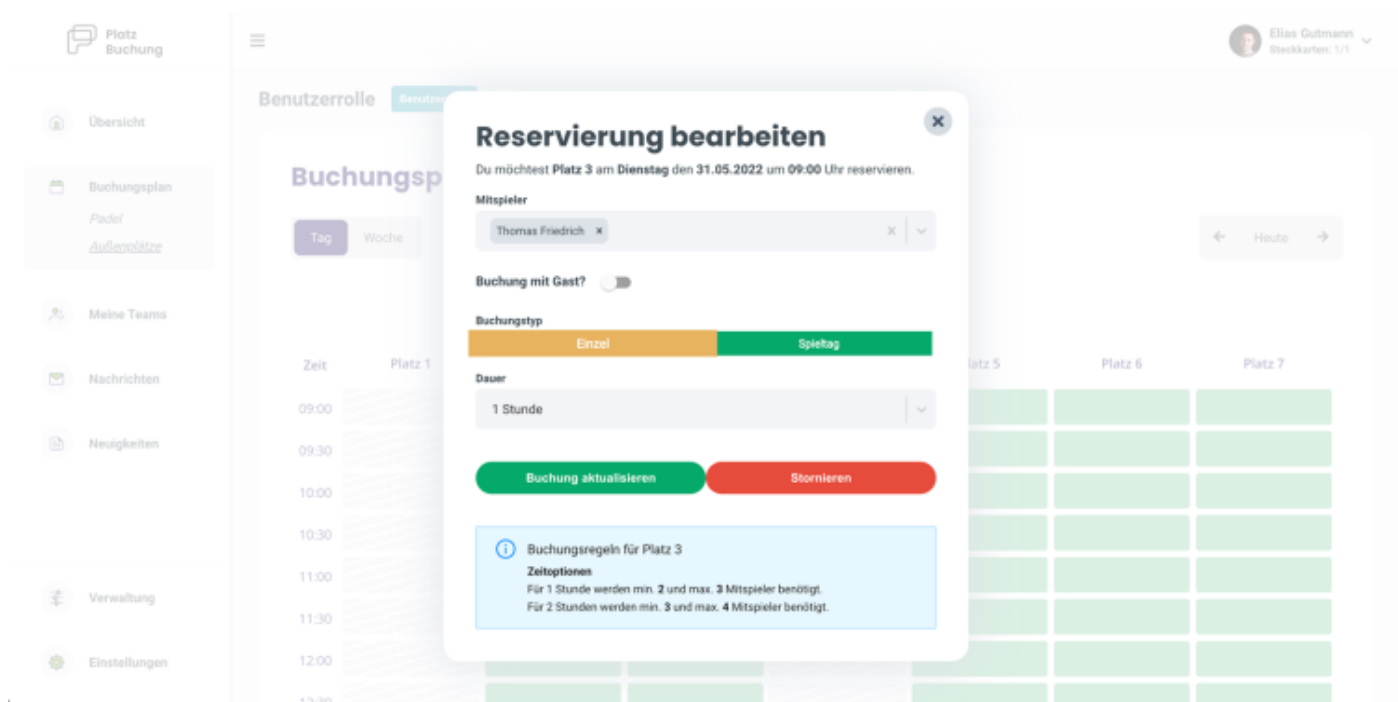 Platz
Buchung
Elias Gutmann
Steckkarten: 1/1
Benutzerrolle
Übersicht
Reservierung bearbeiten
Du möchtest Platz 3 am Dienstag den 31.05.2022 um 09:00 Uhr reservieren.
Buchungsplan
Buchungsp
Mitspieler
Padel
Außenplätze
Tag Woche
Thomas Friedrich × ×
← Heute →
Buchung mit Gast?
Meine Teams
Buchungstyp
Einzel Spieltag
Zeit Platz 1 latz 5 Platz 6 Platz 7
Nachrichten
Dauer
09:00
1 Stunde
Neuigkeiten
09:30
Buchung aktualisieren Stornieren
10:00
10:30
Buchungsregeln für Platz 3
Zeitoptionen
11:00
Für 1 Stunde werden min. 2 und max. 3 Mitspieler benötigt.
Verwaltung
Für 2 Stunden werden min. 3 und max. 4 Mitspieler benötigt.
11:30
12:00
Einstellungen
12:30